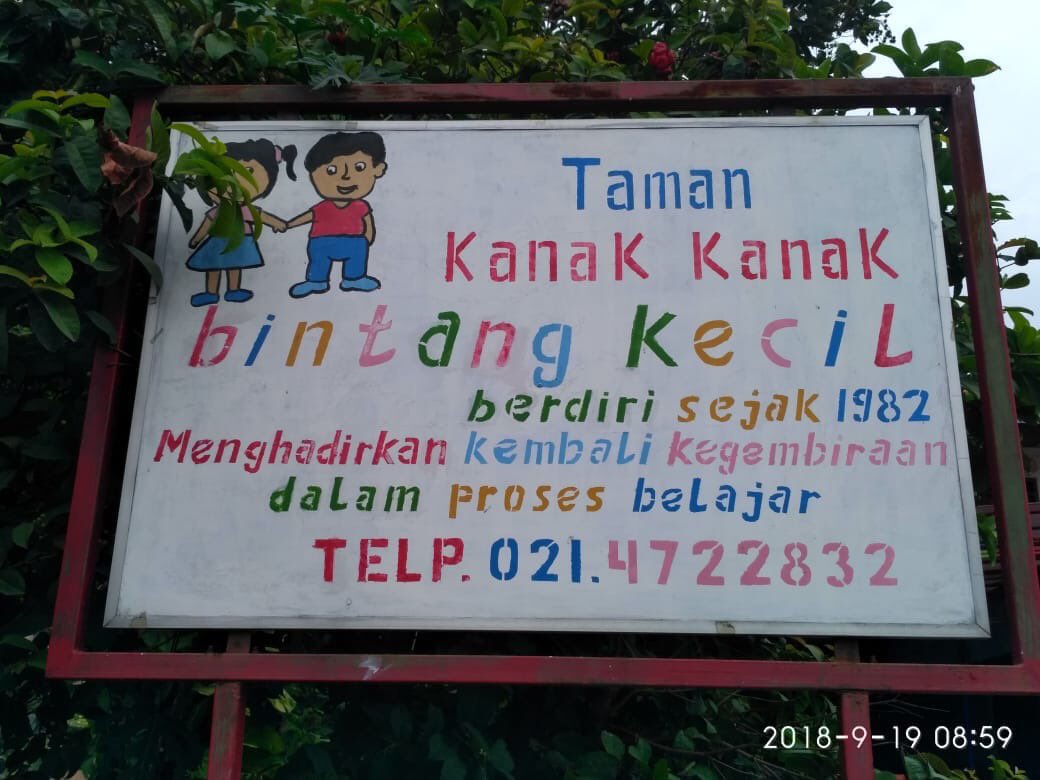 Taman
Kanak Kanak
bintang kecil
berdiri sejak 1982
Menghadirkan kembali kegembiraan
dalam proses belajar
TELP. 021.4722832
2018-9-19 08:59